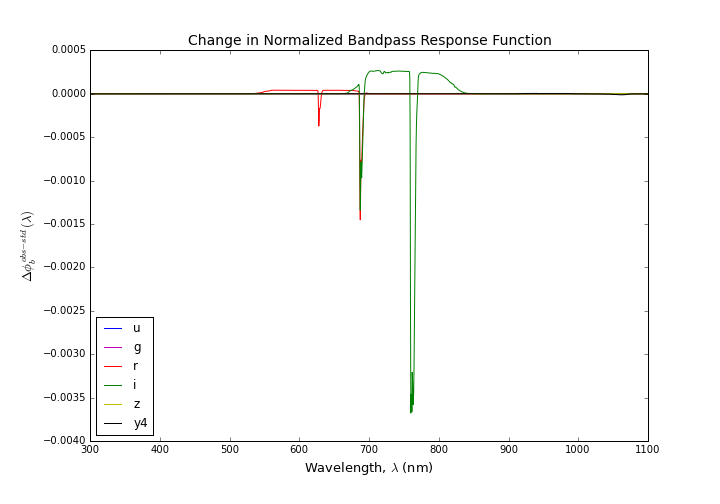 Change in Normalized Bandpass Response Function
0.0005
0.0000
−0.0005
−0.0010
−0.0015
−0.0020
−0.0025
−0.0030
−0.0035
−0.0040
Δϕ_b^{obs−std}(λ)
u
g
r
i
z
y4
300 400 500 600 700 800 900 1000 1100
Wavelength, λ (nm)